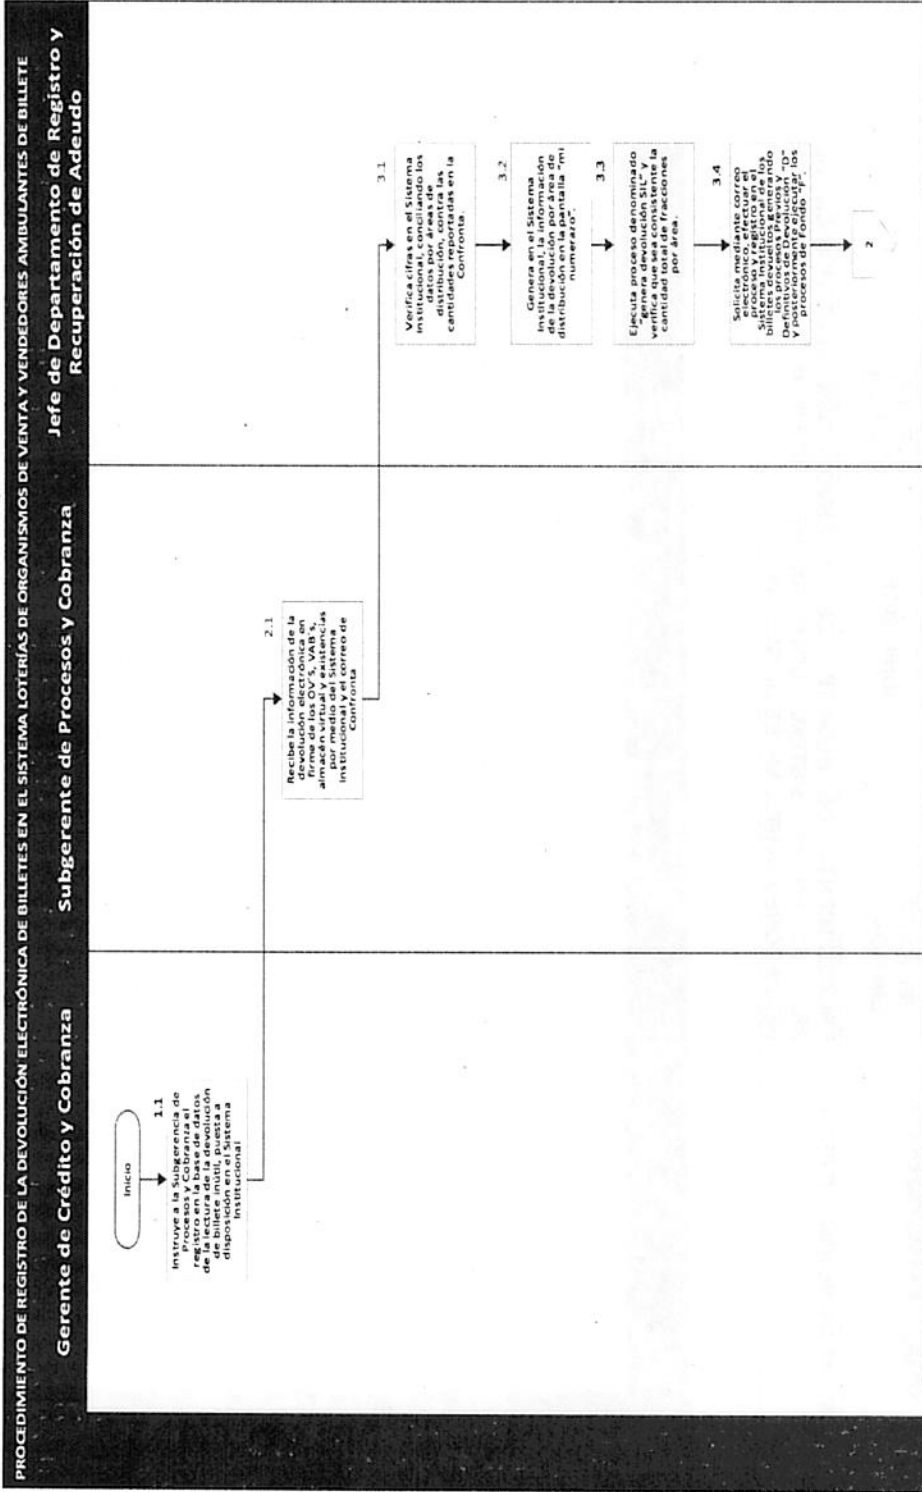 PROCEDIMIENTO DE REGISTRO DE LA DEVOLUCIÓN ELECTRÓNICA DE BILLETES EN EL SISTEMA LOTERÍAS DE ORGANISMOS DE VENTA Y VENDEDORES AMBULANTES DE BILLETE
Gerente de Crédito y Cobranza
Subgerente de Procesos y Cobranza
Jefe de Departamento de Registro y
Recuperación de Adeudo
Inicio
1.1
Instruye a la Subgerencia de
Procesos y Cobranza el
registro en la base de datos
de la lectura de la devolución
de billete inútil, puesta a
disposición en el Sistema
Institucional
2.1
Recibe la información de la
devolución electrónica en
firme de los OV'S, VAB's,
almacén virtual y existencias
por medio del Sistema
Institucional y el correo de
Confronta
3.1
Verifica cifras en el Sistema
Institucional, conciliando los
datos por áreas de
distribución, contra las
cantidades reportadas en la
Confronta.
3.2
Genera en el Sistema
Institucional, la información
de la devolución por área de
distribución en la pantalla "mi
numerazo".
3.3
Ejecuta proceso denominado
"genera devolución SIL" y
verifica que sea consistente la
cantidad total de fracciones
por área.
3.4
Solicita mediante correo
electrónico, efectuar el
proceso y registro en el
Sistema Institucional de los
billetes devueltos generando
los procesos Previos y
Definitivos de Devolución "D"
y posteriormente ejecutar los
procesos de Fondo "F".
2